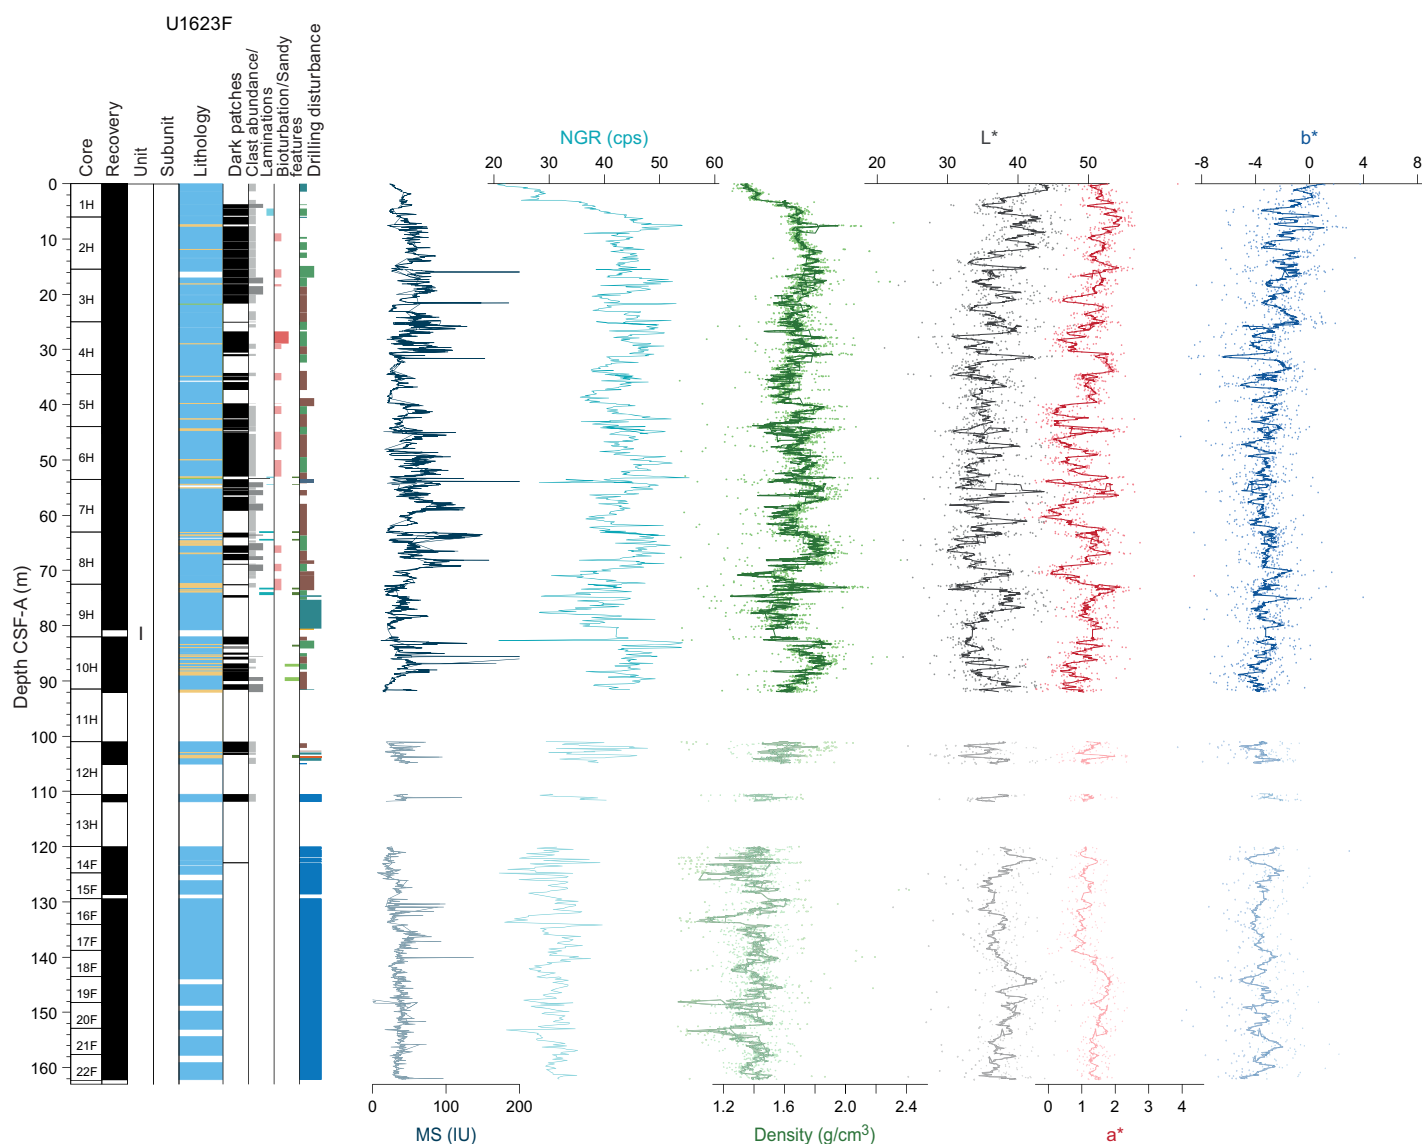 U1623F
Core
Recovery
Unit
Subunit
Lithology
Dark patches
Clast abundance/
Laminations
Bioturbation/Sandy
features
Drilling disturbance
NGR (cps)
20 30 40 50 60
L*
20 30 40 50
b*
-8 -4 0 4 8
Depth CSF-A (m)
0
10
20
30
40
50
60
70
80
90
100
110
120
130
140
150
160
1H
2H
3H
4H
5H
6H
7H
8H
9H
10H
11H
12H
13H
14F
15F
16F
17F
18F
19F
20F
21F
22F
I
0 100 200
MS (IU)
1.2 1.6 2.0 2.4
Density (g/cm³)
0 1 2 3 4
a*